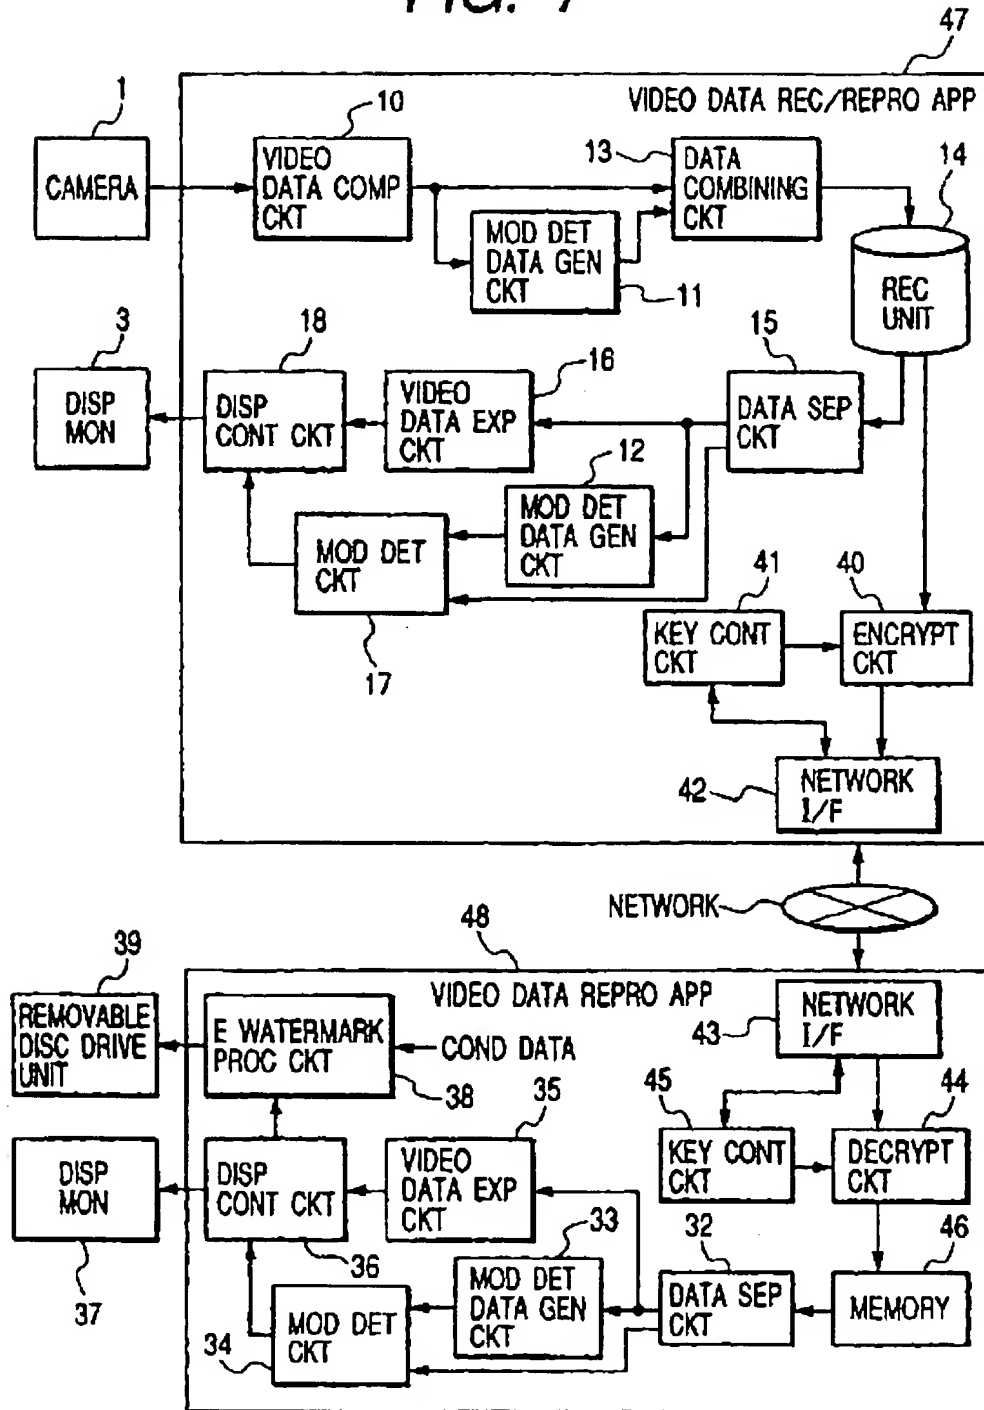 47
VIDEO DATA REC/REPRO APP
1
CAMERA
10
VIDEO
DATA COMP
CKT
13
DATA
COMBINING
CKT
14
REC
UNIT
MOD DET
DATA GEN
CKT
11
3
DISP
MON
18
DISP
CONT CKT
16
VIDEO
DATA EXP
CKT
15
DATA SEP
CKT
12
MOD DET
DATA GEN
CKT
MOD DET
CKT
17
41
KEY CONT
CKT
40
ENCRYPT
CKT
42
NETWORK
I/F
NETWORK
48
VIDEO DATA REPRO APP
39
REMOVABLE
DISC DRIVE
UNIT
E WATERMARK
PROC CKT
38
COND DATA
43
NETWORK
I/F
45
KEY CONT
CKT
44
DECRYPT
CKT
DISP
MON
37
DISP
CONT CKT
36
35
VIDEO
DATA EXP
CKT
33
MOD DET
DATA GEN
CKT
32
DATA SEP
CKT
46
MEMORY
34
MOD DET
CKT